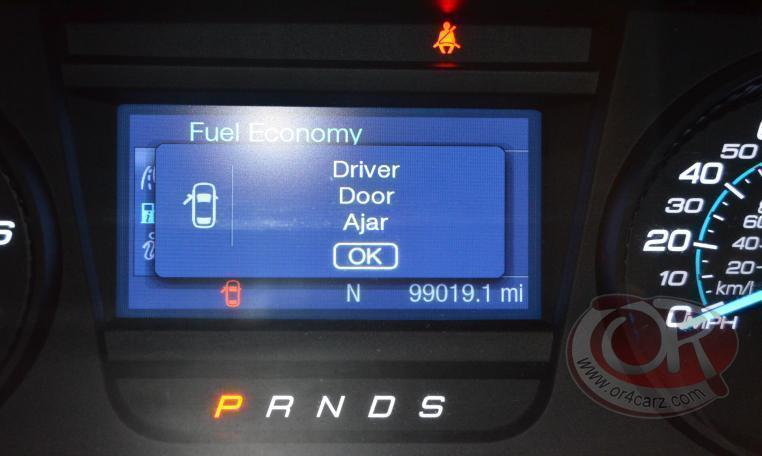 Fuel Economy
Driver
Door
Ajar
OK
N 99019.1 mi
P R N D S
50
40
30
20
10
0 MPH
40
20
km/
OR
www.or4carz.com